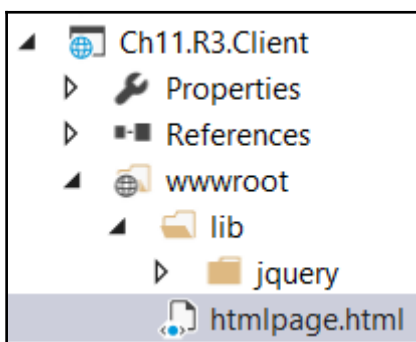 Ch11.R3.Client
Properties
References
wwwroot
lib
jquery
htmlpage.html